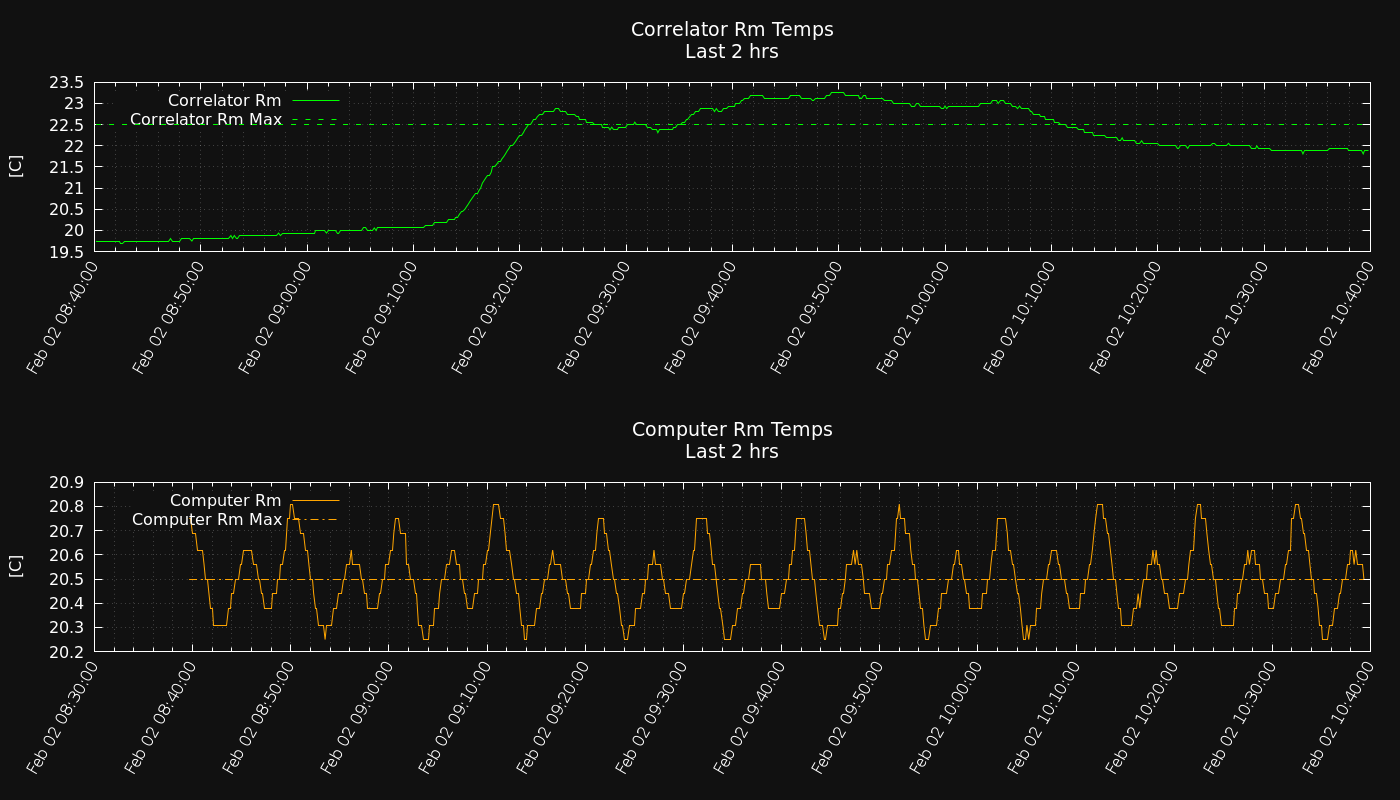 Correlator Rm Temps
Last 2 hrs
23.5
23
22.5
22
21.5
21
20.5
20
19.5
[C]
Correlator Rm
Correlator Rm Max
Feb 02 08:40:00
Feb 02 08:50:00
Feb 02 09:00:00
Feb 02 09:10:00
Feb 02 09:20:00
Feb 02 09:30:00
Feb 02 09:40:00
Feb 02 09:50:00
Feb 02 10:00:00
Feb 02 10:10:00
Feb 02 10:20:00
Feb 02 10:30:00
Feb 02 10:40:00
Computer Rm Temps
Last 2 hrs
20.9
20.8
20.7
20.6
20.5
20.4
20.3
20.2
[C]
Computer Rm
Computer Rm Max
Feb 02 08:30:00
Feb 02 08:40:00
Feb 02 08:50:00
Feb 02 09:00:00
Feb 02 09:10:00
Feb 02 09:20:00
Feb 02 09:30:00
Feb 02 09:40:00
Feb 02 09:50:00
Feb 02 10:00:00
Feb 02 10:10:00
Feb 02 10:20:00
Feb 02 10:30:00
Feb 02 10:40:00